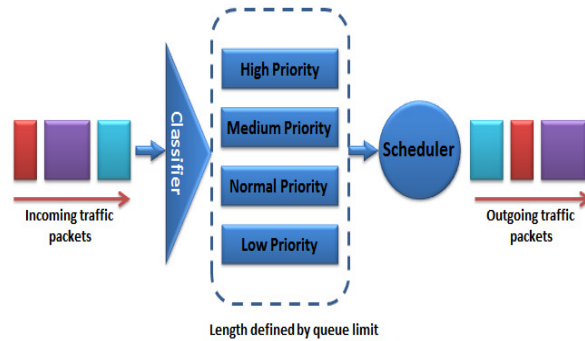 Incoming traffic
packets
Classifier
High Priority
Medium Priority
Normal Priority
Low Priority
Length defined by queue limit
Scheduler
Outgoing traffic
packets